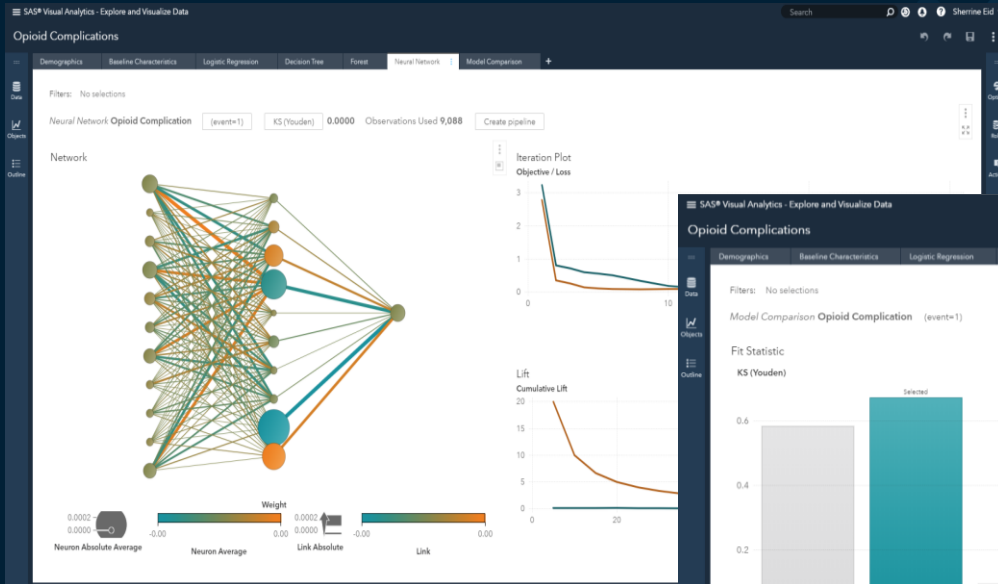 SAS® Visual Analytics - Explore and Visualize Data
Search
Sherrine Eid
Opioid Complications
Demographics
Baseline Characteristics
Logistic Regression
Decision Tree
Forest
Neural Network
Model Comparison
+
Data
Objects
Outline
Filters: No selections
Neural Network Opioid Complication (event=1) KS (Youden) 0.0000 Observations Used 9,088 Create pipeline
Network
Iteration Plot
Objective / Loss
3
2
1
0
0
10
Lift
Cumulative Lift
20
15
10
5
0
0
20
Weight
0.0002
0.0000
Neuron Absolute Average
-0.00
0.00
Neuron Average
0.0002
0.0000
Link Absolute
-0.00
0.00
Link
SAS® Visual Analytics - Explore and Visualize Data
Opioid Complications
Demographics
Baseline Characteristics
Logistic Regression
Data
Objects
Outline
Filters: No selections
Model Comparison Opioid Complication (event=1)
Fit Statistic
KS (Youden)
Selected
0.6
0.4
0.2